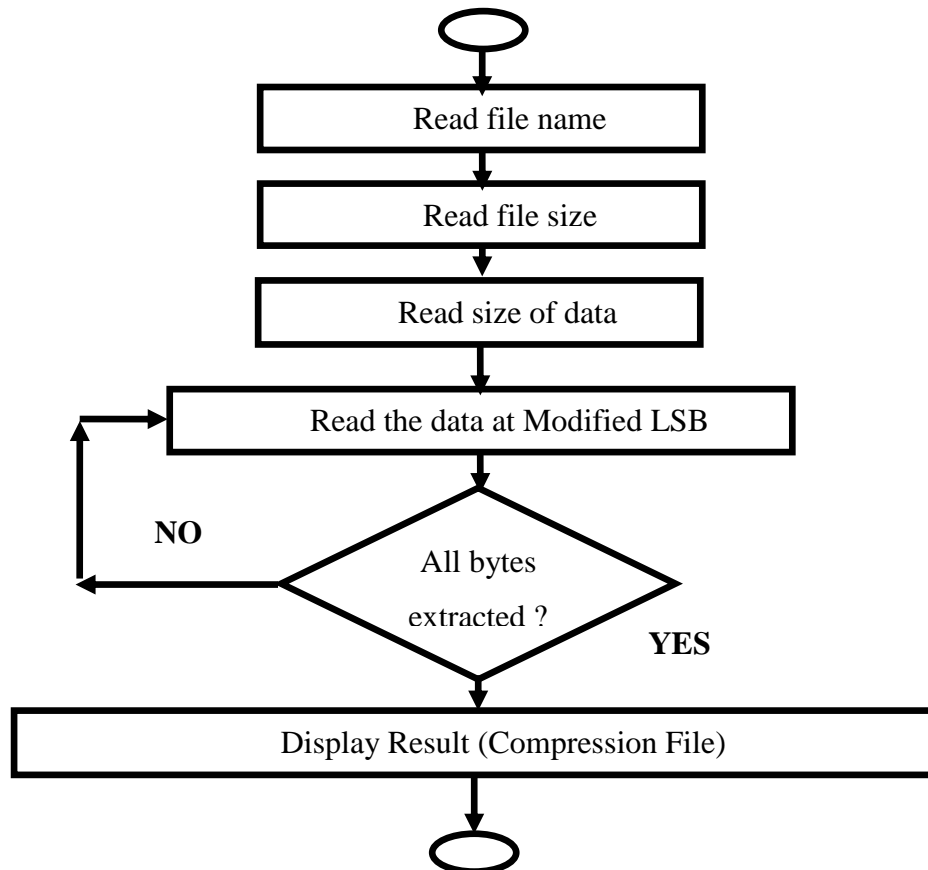 Read file name
Read file size
Read size of data
Read the data at Modified LSB
NO
All bytes
extracted ?
YES
Display Result (Compression File)